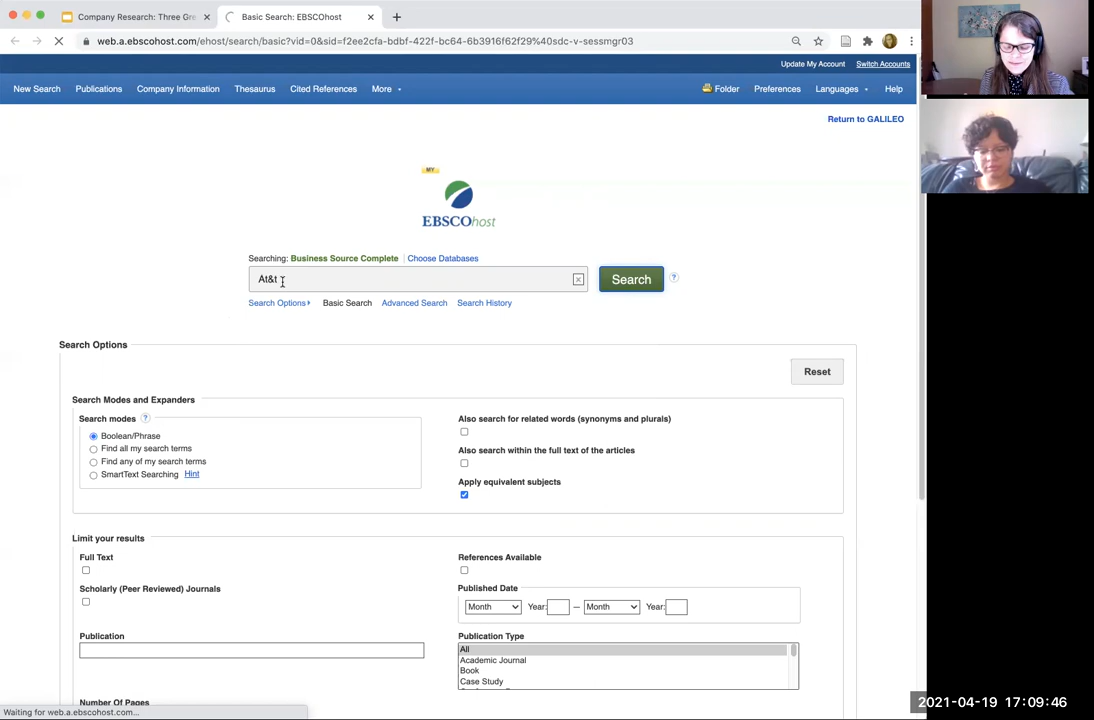 Company Research: Three Gre
Basic Search: EBSCOhost
web.a.ebscohost.com/ehost/search/basic?vid=0&sid=f2ee2cfa-bdbf-422f-bc64-6b3916f62f29%40sdc-v-sessmgr03
Update My Account Switch Accounts
New Search Publications Company Information Thesaurus Cited References More Folder Preferences Languages Help
Return to GALILEO
MY
EBSCOhost
Searching: Business Source Complete Choose Databases
At&t Search ?
Search Options Basic Search Advanced Search Search History
Search Options
Reset
Search Modes and Expanders
Search modes ?
Boolean/Phrase
Find all my search terms
Find any of my search terms
SmartText Searching Hint
Also search for related words (synonyms and plurals)
Also search within the full text of the articles
Apply equivalent subjects
Limit your results
Full Text
References Available
Scholarly (Peer Reviewed) Journals
Published Date
Month Year: — Month Year:
Publication
Publication Type
All
Academic Journal
Book
Case Study
Number Of Pages
Waiting for web.a.ebscohost.com...
2021-04-19 17:09:46